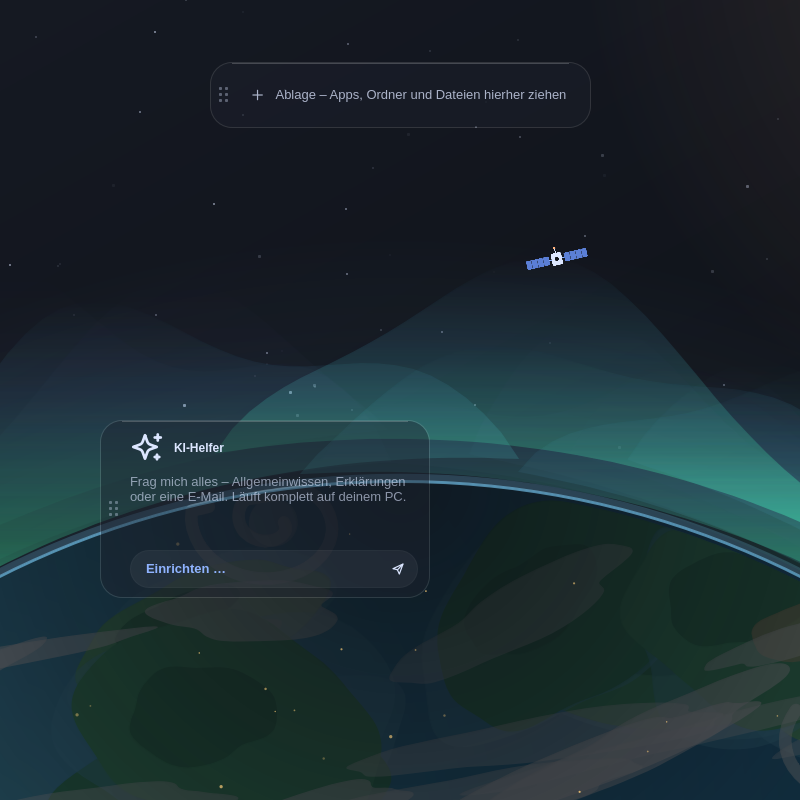 Ablage – Apps, Ordner und Dateien hierher ziehen
KI-Helfer
Frag mich alles – Allgemeinwissen, Erklärungen
oder eine E-Mail. Läuft komplett auf deinem PC.
Einrichten …